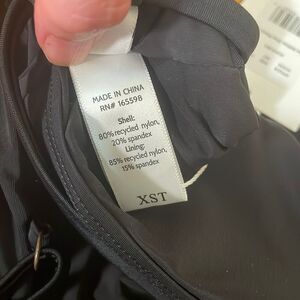 MADE IN CHINA
RN# 165598
Shell:
80% recycled nylon,
20% spandex
Lining:
85% recycled nylon,
15% spandex
XST